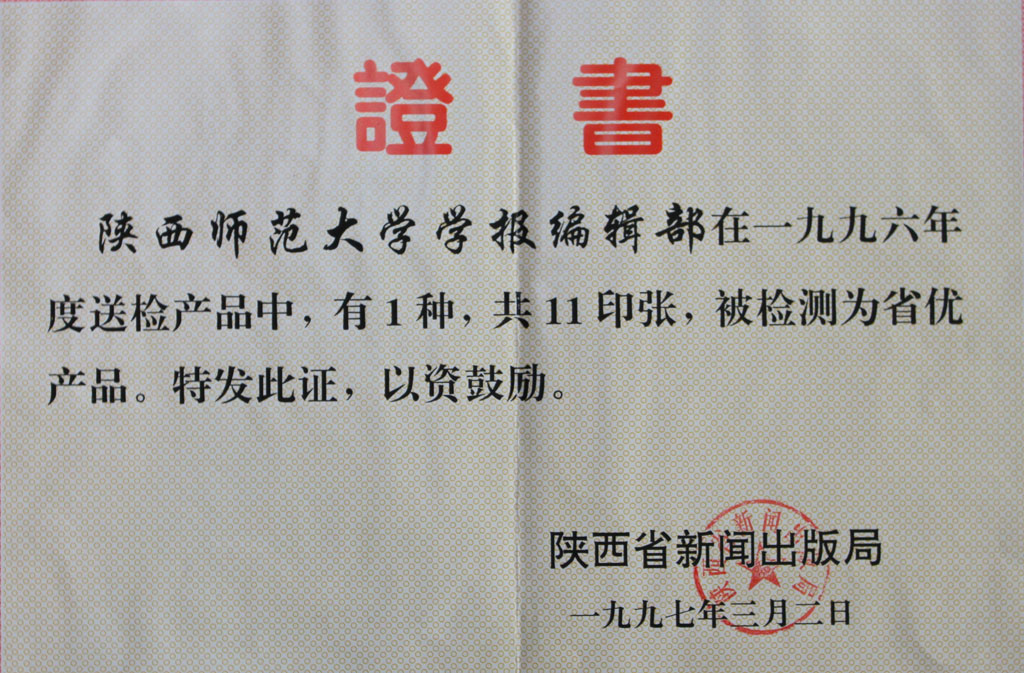 證書
陕西师范大学学报编辑部在一九九六年
度送检产品中，有1种，共11印张，被检测为省优
产品。特发此证，以资鼓励。
陕西省新闻出版局
一九九七年三月二日